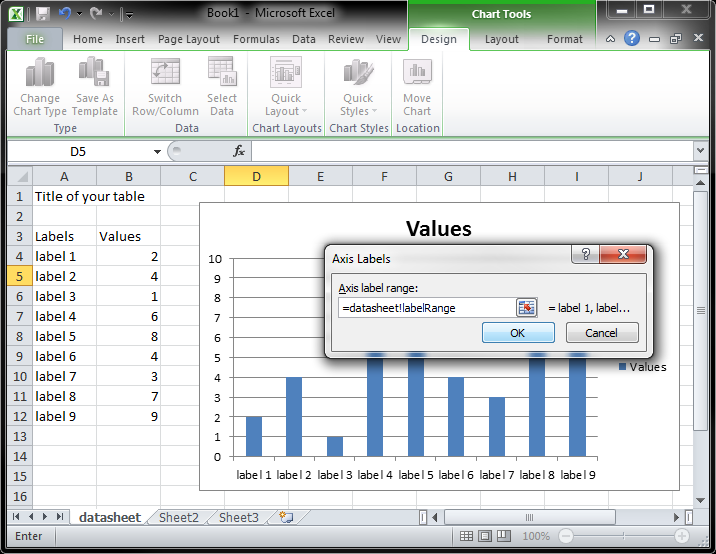 Book1 - Microsoft Excel
Chart Tools
File Home Insert Page Layout Formulas Data Review View Design Layout Format
Change Chart Type
Save As Template
Switch Row/Column
Select Data
Quick Layout
Quick Styles
Move Chart
Type Data Chart Layouts Chart Styles Location
D5 fx
A B C D E F G H I J
1 Title of your table
2
3 Labels Values
4 label 1 2
5 label 2 4
6 label 3 1
7 label 4 6
8 label 5 8
9 label 6 4
10 label 7 3
11 label 8 7
12 label 9 9
13
14
15
16
Values
10
9
8
7
6
5
4
3
2
1
0
label 1 label 2 label 3 label 4 label 5 label 6 label 7 label 8 label 9
Values
Axis Labels
Axis label range:
=datasheet!labelRange = label 1, label...
OK Cancel
datasheet Sheet2 Sheet3
Enter 100%